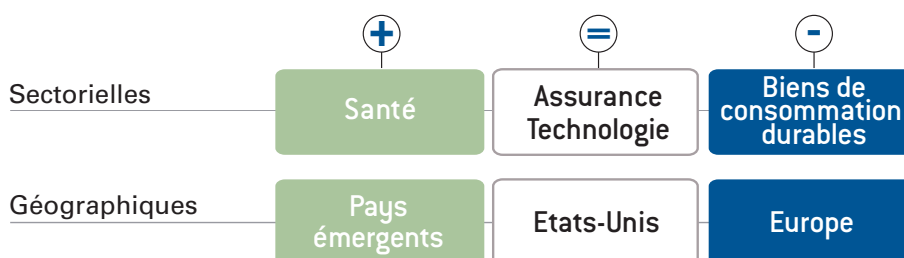 + = -
Sectorielles
Santé
Assurance
Technologie
Biens de
consommation
durables
Géographiques
Pays
émergents
Etats-Unis
Europe